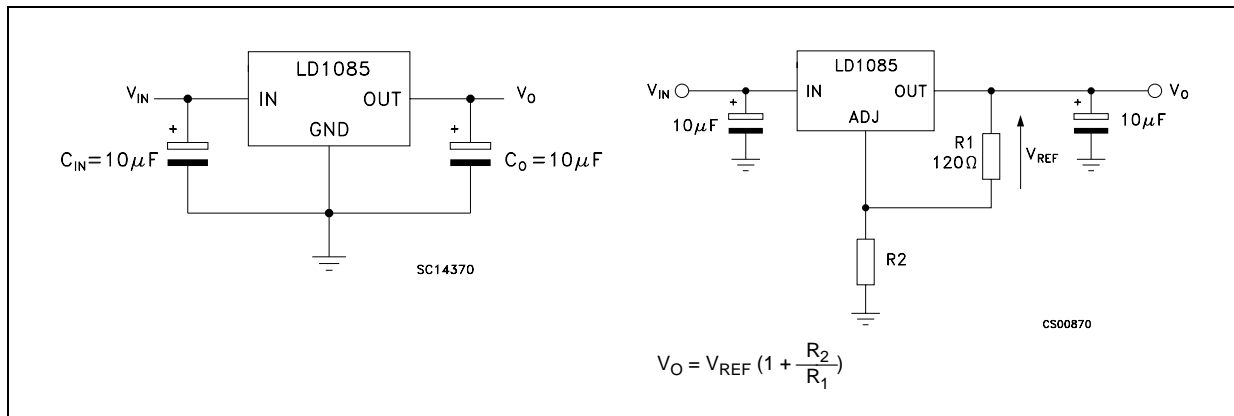 LD1085
V_IN
IN
OUT
V_O
GND
+
+
C_IN=10μF
C_O=10μF
SC14370
LD1085
V_IN
IN
OUT
V_O
ADJ
+
+
10μF
10μF
R1
120Ω
V_REF
R2
CS00870
V_O = V_REF (1 + R_2/R_1)